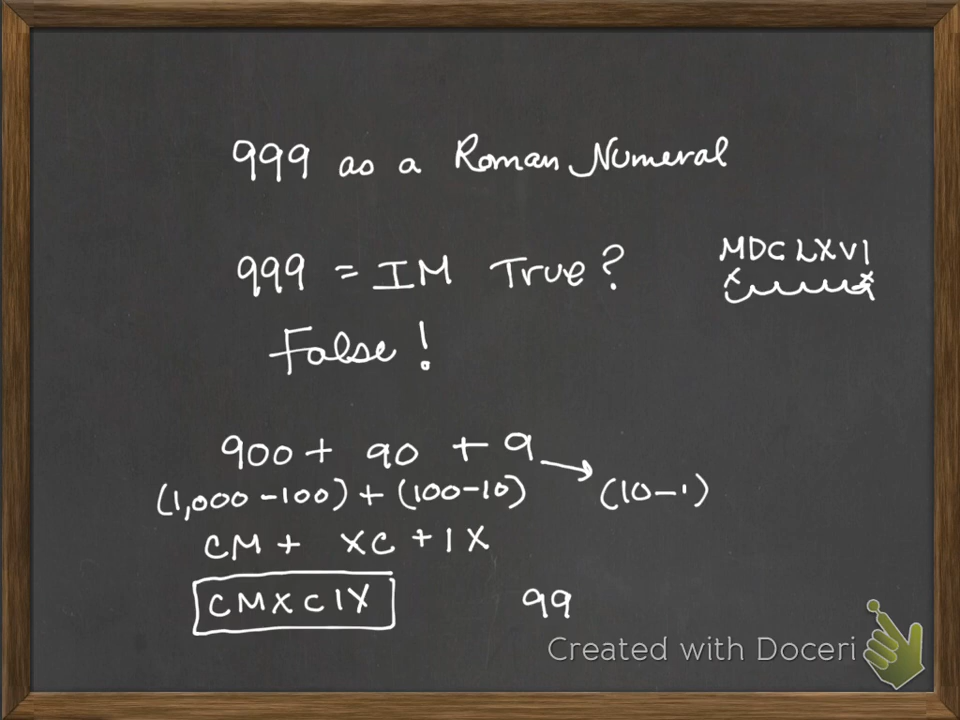 999 as a Roman Numeral
999 = IM True?
MDCLXVI
False!
900 + 90 + 9
(1,000 - 100) + (100 - 10) (10 - 1)
CM + XC + IX
CMXCIX
99
Created with Doceri